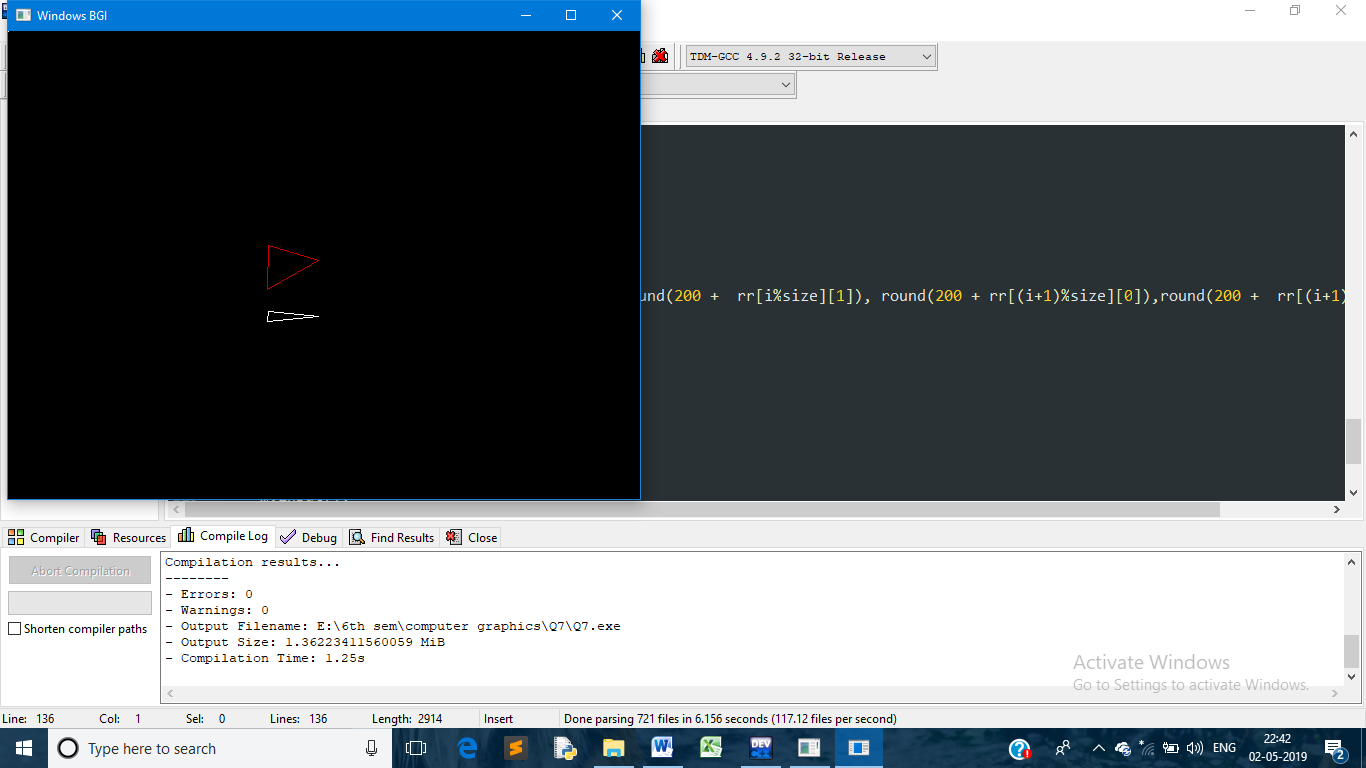 Windows BGI
TDM-GCC 4.9.2 32-bit Release
und(200 + rr[i%size][1]), round(200 + rr[(i+1)%size][0]),round(200 + rr[(i+1)
Compiler Resources Compile Log Debug Find Results Close
Abort Compilation
Shorten compiler paths
Compilation results...
--------
- Errors: 0
- Warnings: 0
- Output Filename: E:\6th sem\computer graphics\Q7\Q7.exe
- Output Size: 1.36223411560059 MiB
- Compilation Time: 1.25s
Activate Windows
Go to Settings to activate Windows.
Line: 136 Col: 1 Sel: 0 Lines: 136 Length: 2914 Insert Done parsing 721 files in 6.156 seconds (117.12 files per second)
Type here to search
DEV
ENG
22:42
02-05-2019
2